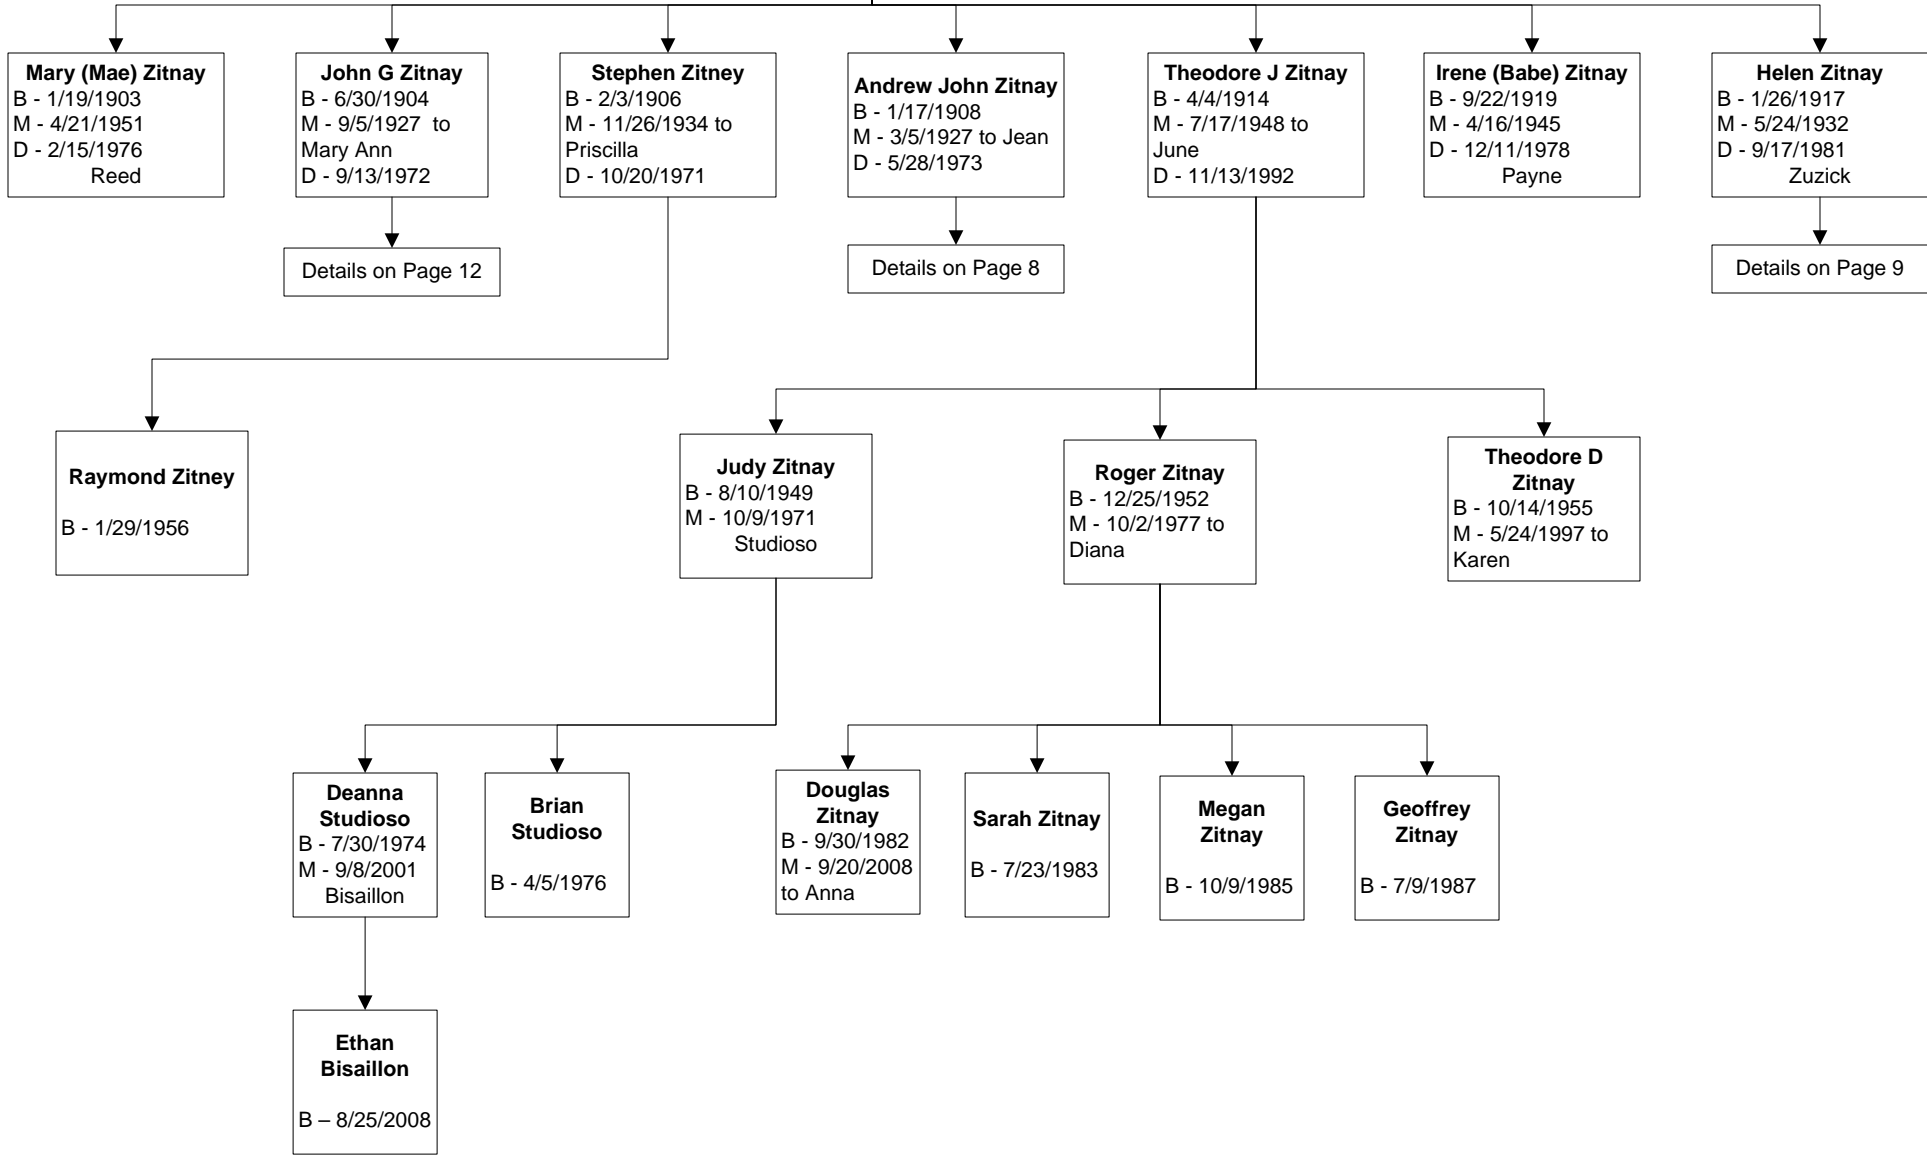 Mary (Mae) Zitnay
B - 1/19/1903
M - 4/21/1951
D - 2/15/1976
Reed
John G Zitnay
B - 6/30/1904
M - 9/5/1927 to
Mary Ann
D - 9/13/1972
Stephen Zitney
B - 2/3/1906
M - 11/26/1934 to
Priscilla
D - 10/20/1971
Andrew John Zitnay
B - 1/17/1908
M - 3/5/1927 to Jean
D - 5/28/1973
Theodore J Zitnay
B - 4/4/1914
M - 7/17/1948 to
June
D - 11/13/1992
Irene (Babe) Zitnay
B - 9/22/1919
M - 4/16/1945
D - 12/11/1978
Payne
Helen Zitnay
B - 1/26/1917
M - 5/24/1932
D - 9/17/1981
Zuzick
Details on Page 12
Details on Page 8
Details on Page 9
Raymond Zitney
B - 1/29/1956
Judy Zitnay
B - 8/10/1949
M - 10/9/1971
Studioso
Roger Zitnay
B - 12/25/1952
M - 10/2/1977 to
Diana
Theodore D
Zitnay
B - 10/14/1955
M - 5/24/1997 to
Karen
Deanna
Studioso
B - 7/30/1974
M - 9/8/2001
Bisaillon
Brian
Studioso
B - 4/5/1976
Douglas
Zitnay
B - 9/30/1982
M - 9/20/2008
to Anna
Sarah Zitnay
B - 7/23/1983
Megan
Zitnay
B - 10/9/1985
Geoffrey
Zitnay
B - 7/9/1987
Ethan
Bisaillon
B – 8/25/2008